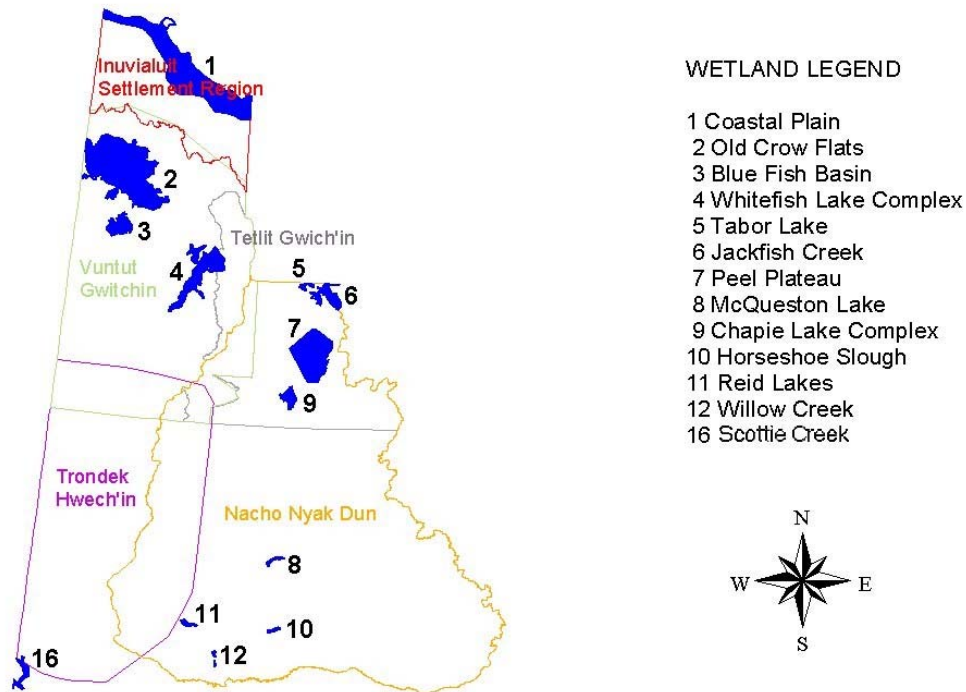 Inuvialuit
Settlement Region
1
2
3
Tetlit Gwich'in
Vuntut
Gwitchin
4
5
6
7
9
Trondek
Hwech'in
Nacho Nyak Dun
8
11
10
12
16
WETLAND LEGEND
1 Coastal Plain
2 Old Crow Flats
3 Blue Fish Basin
4 Whitefish Lake Complex
5 Tabor Lake
6 Jackfish Creek
7 Peel Plateau
8 McQueston Lake
9 Chapie Lake Complex
10 Horseshoe Slough
11 Reid Lakes
12 Willow Creek
16 Scottie Creek
N
W E
S